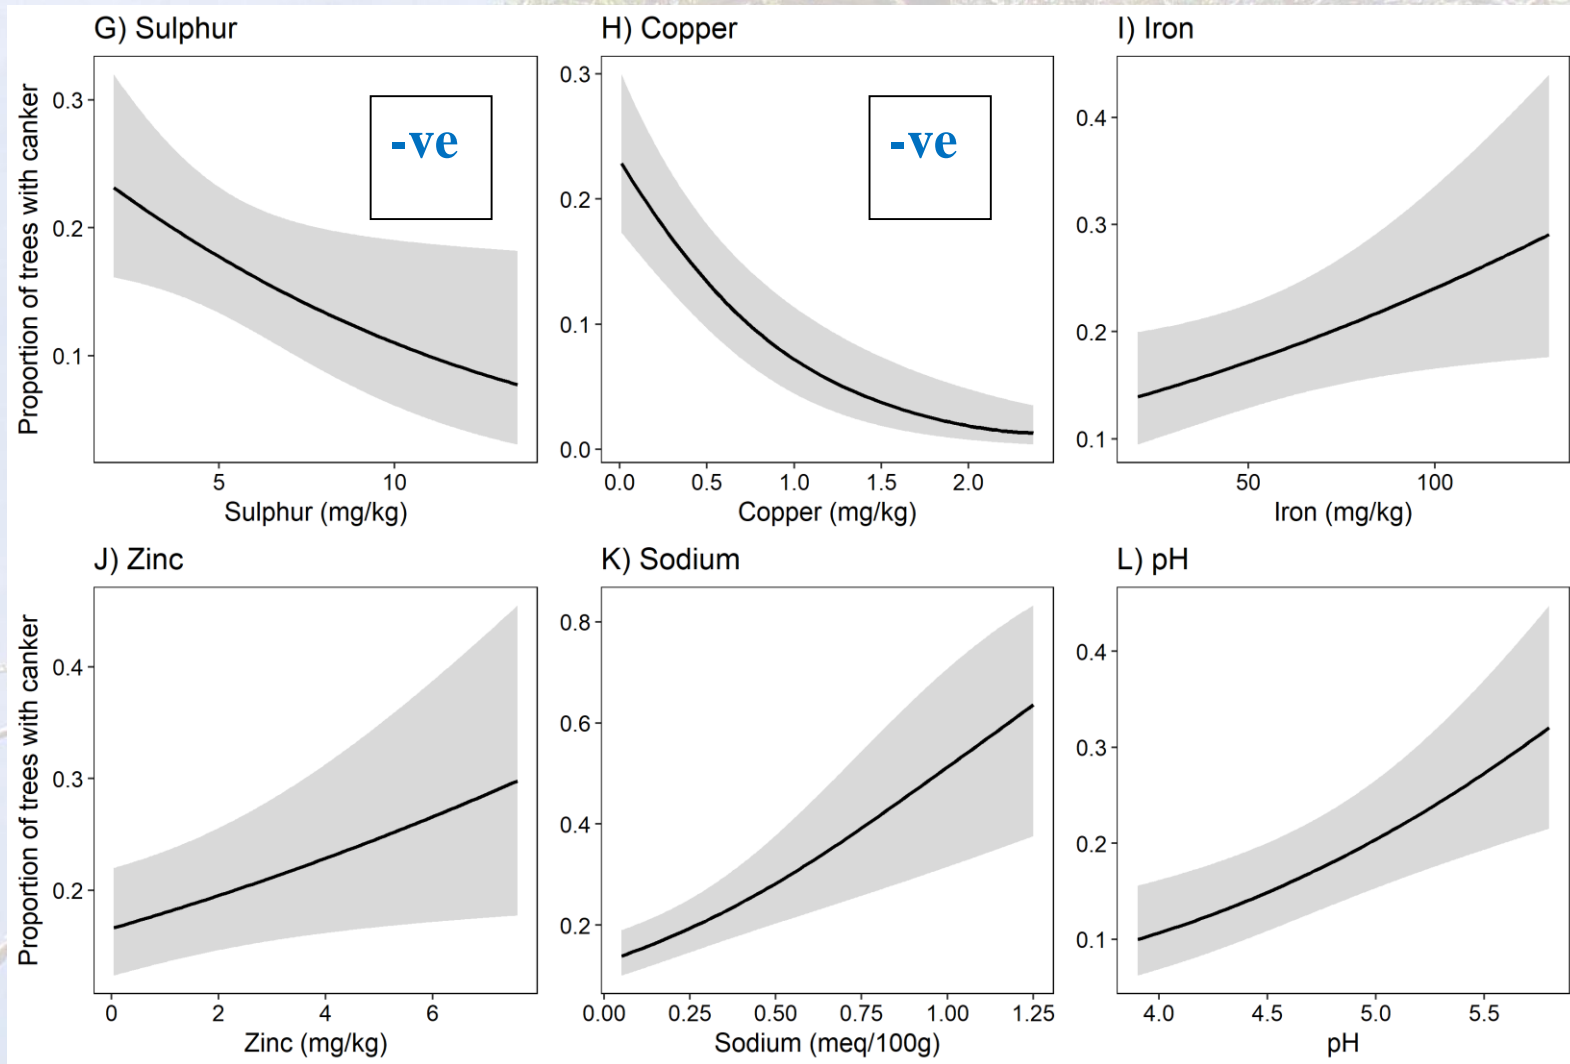 G) Sulphur
H) Copper
I) Iron
Proportion of trees with canker
0.3
0.2
0.1
-ve
5
10
Sulphur (mg/kg)
0.3
0.2
0.1
0.0
-ve
0.0
0.5
1.0
1.5
2.0
Copper (mg/kg)
0.4
0.3
0.2
0.1
50
100
Iron (mg/kg)
J) Zinc
K) Sodium
L) pH
Proportion of trees with canker
0.4
0.3
0.2
0
2
4
6
Zinc (mg/kg)
0.8
0.6
0.4
0.2
0.00
0.25
0.50
0.75
1.00
1.25
Sodium (meq/100g)
0.4
0.3
0.2
0.1
4.0
4.5
5.0
5.5
pH